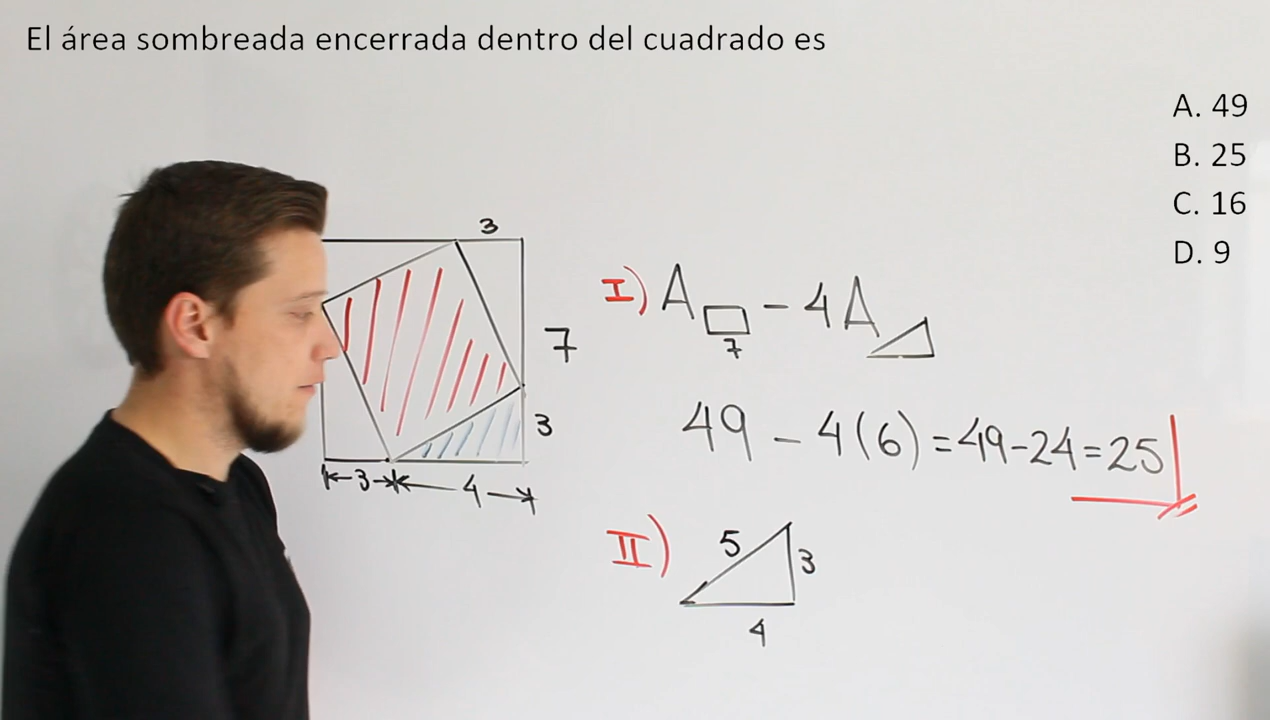 El área sombreada encerrada dentro del cuadrado es
A. 49
B. 25
C. 16
D. 9
3
7
3
3 4
I) A□ - 4A◿
7
49 - 4(6) = 49-24 = 25
II) 5 3
4